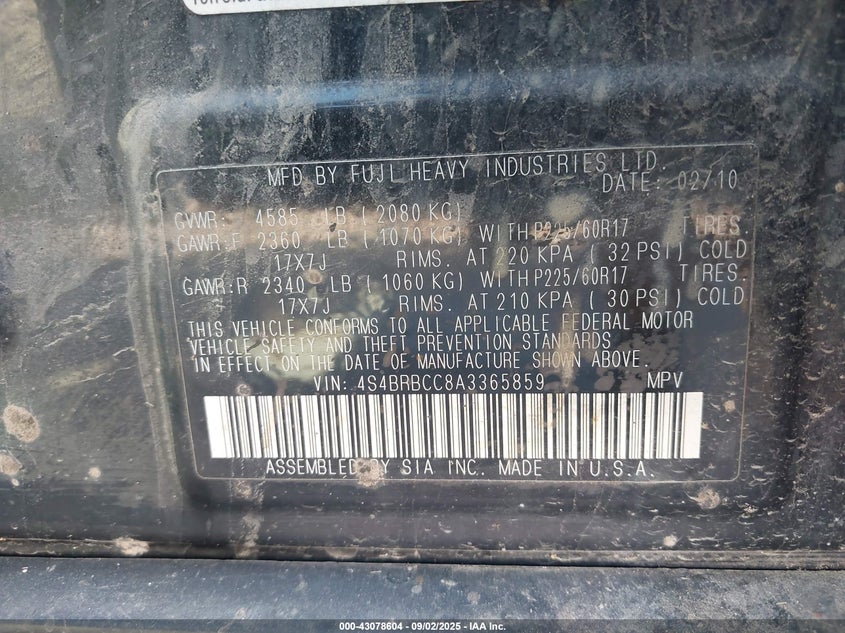 MFD BY FUJI HEAVY INDUSTRIES LTD.
DATE: 02/10
GVWR: 4585 LB (2080 KG)
GAWR:F 2360 LB (1070 KG) WITH P225/60R17 TIRES.
17X7J RIMS. AT 220 KPA (32 PSI) COLD
GAWR:R 2340 LB (1060 KG) WITH P225/60R17 TIRES.
17X7J RIMS. AT 210 KPA (30 PSI) COLD
THIS VEHICLE CONFORMS TO ALL APPLICABLE FEDERAL MOTOR
VEHICLE SAFETY AND THEFT PREVENTION STANDARDS
IN EFFECT ON THE DATE OF MANUFACTURE SHOWN ABOVE.
VIN: 4S4BRBCC8A3365859 MPV
ASSEMBLED BY SIA INC. MADE IN U.S.A.
000-43078604 - 09/02/2025 - IAA Inc.